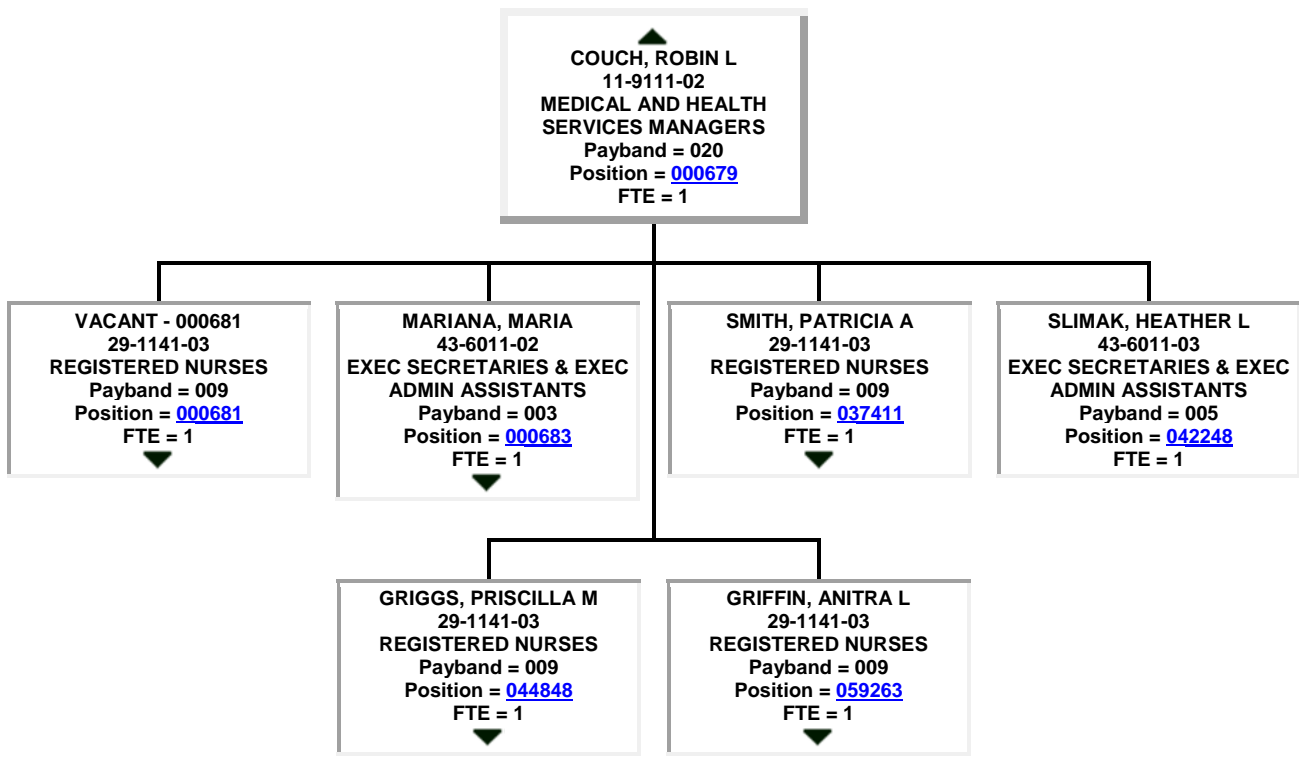 COUCH, ROBIN L
11-9111-02
MEDICAL AND HEALTH
SERVICES MANAGERS
Payband = 020
Position = 000679
FTE = 1
VACANT - 000681
29-1141-03
REGISTERED NURSES
Payband = 009
Position = 000681
FTE = 1
MARIANA, MARIA
43-6011-02
EXEC SECRETARIES & EXEC
ADMIN ASSISTANTS
Payband = 003
Position = 000683
FTE = 1
SMITH, PATRICIA A
29-1141-03
REGISTERED NURSES
Payband = 009
Position = 037411
FTE = 1
SLIMAK, HEATHER L
43-6011-03
EXEC SECRETARIES & EXEC
ADMIN ASSISTANTS
Payband = 005
Position = 042248
FTE = 1
GRIGGS, PRISCILLA M
29-1141-03
REGISTERED NURSES
Payband = 009
Position = 044848
FTE = 1
GRIFFIN, ANITRA L
29-1141-03
REGISTERED NURSES
Payband = 009
Position = 059263
FTE = 1